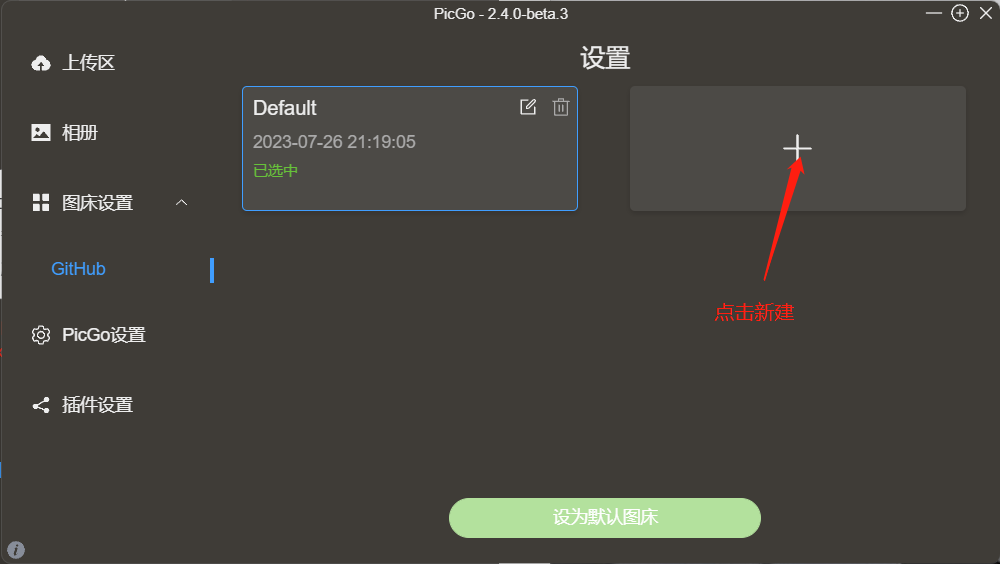 PicGo - 2.4.0-beta.3
上传区
相册
图床设置
GitHub
PicGo设置
插件设置
设置
Default
2023-07-26 21:19:05
已选中
点击新建
设为默认图床